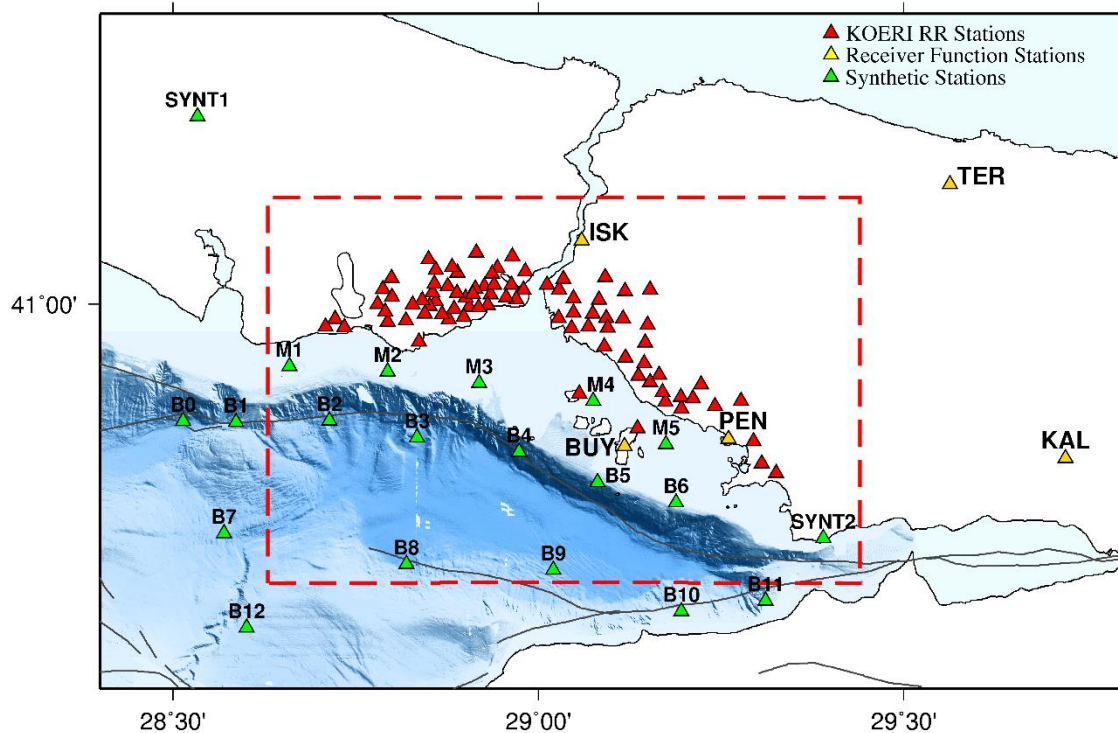 KOERI RR Stations
Receiver Function Stations
Synthetic Stations
SYNT1
TER
ISK
41°00'
M1
M2
M3
M4
B0
B1
B2
B3
PEN
M5
BUY
B4
KAL
B5
B6
SYNT2
B7
B8
B9
B10
B11
B12
28°30'
29°00'
29°30'